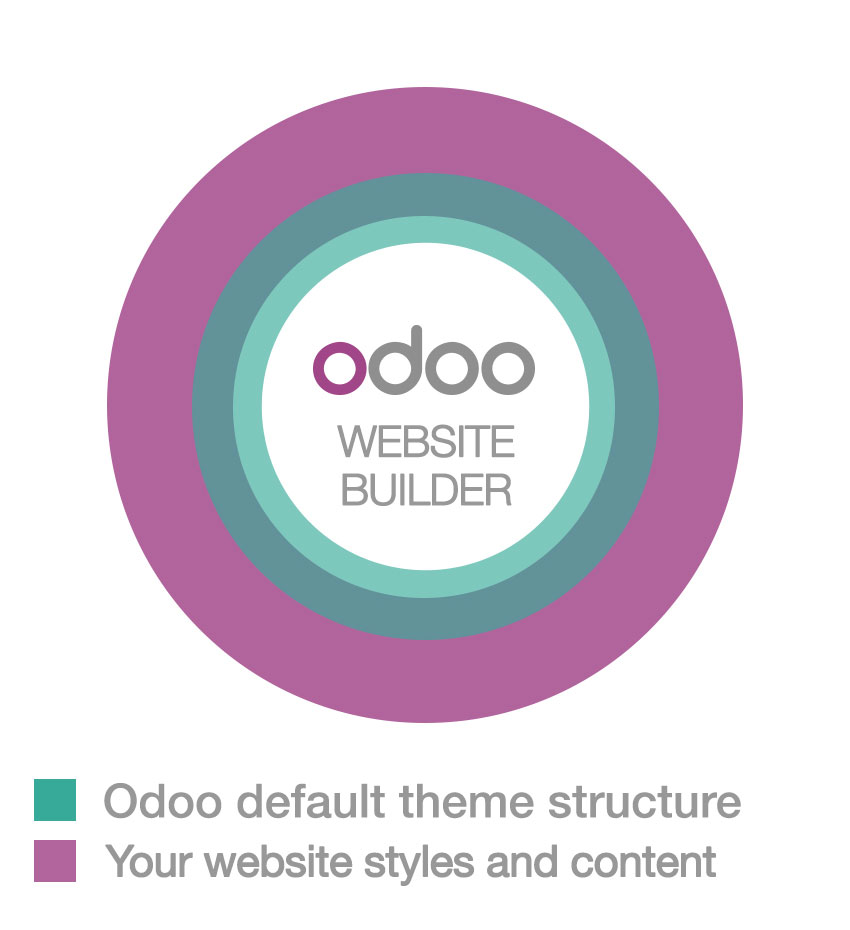 odoo
WEBSITE
BUILDER
Odoo default theme structure
Your website styles and content